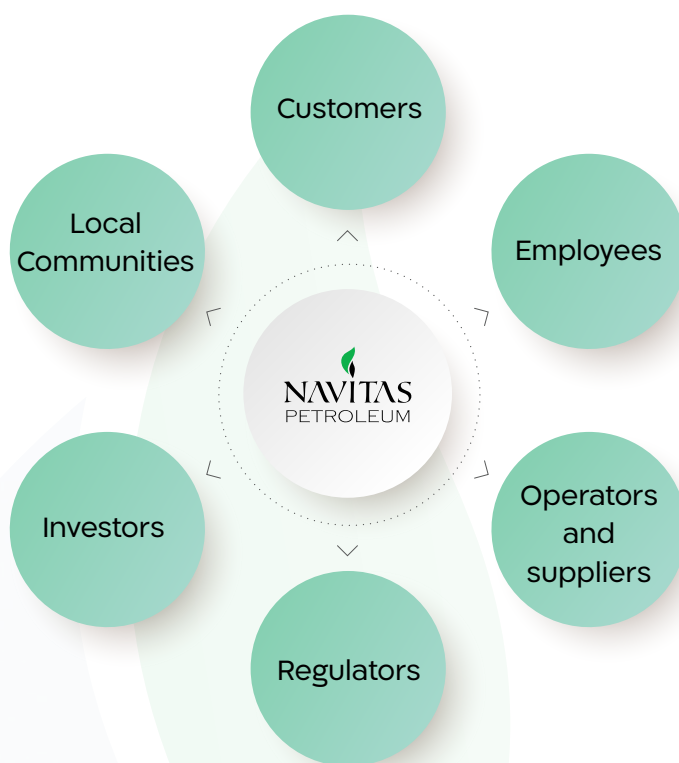 Customers
Local
Communities
Employees
NAVITAS
PETROLEUM
Investors
Operators
and
suppliers
Regulators